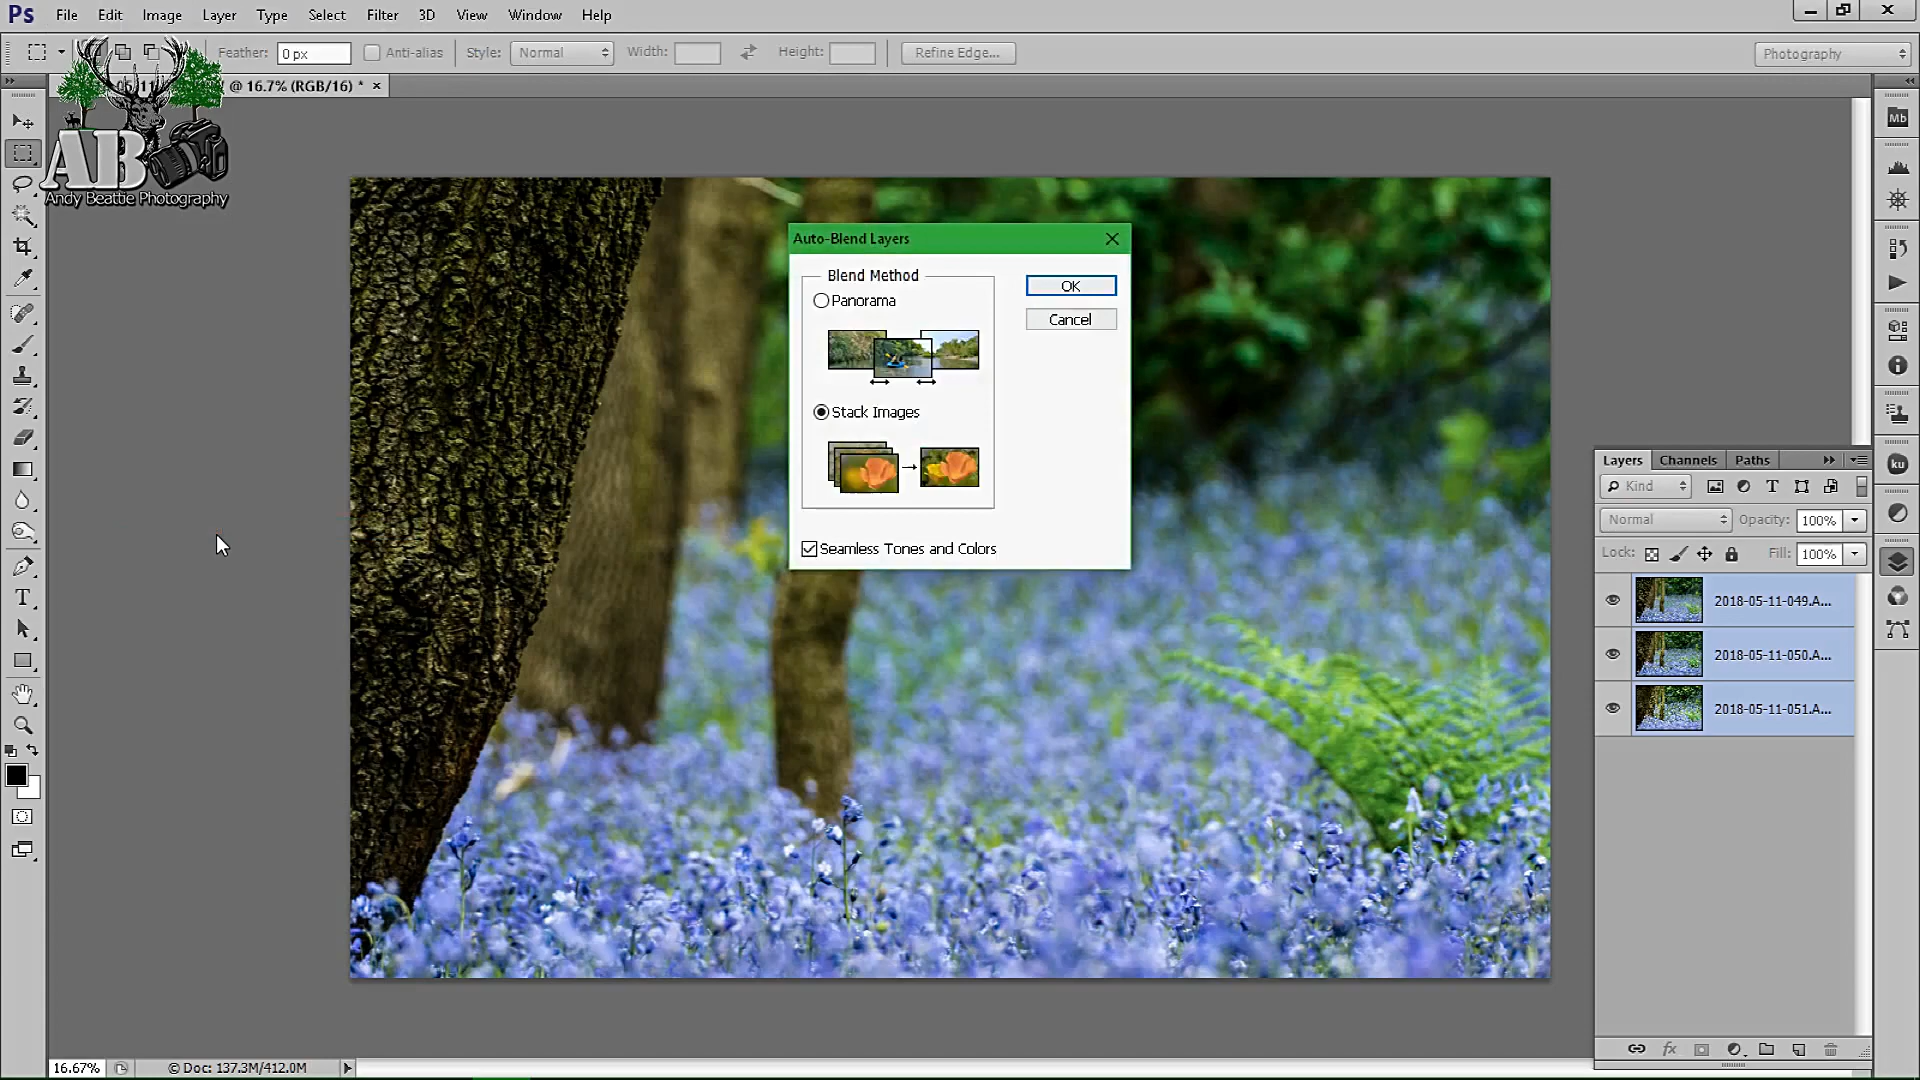 Ps File Edit Image Layer Type Select Filter 3D View Window Help
Feather: 0 px Anti-alias Style: Normal Width: Height: Refine Edge... Photography
@ 16.7% (RGB/16) * ×
AB
Andy Beattie Photography
Mb
Auto-Blend Layers
Blend Method
Panorama
OK
Cancel
Stack Images
Seamless Tones and Colors
Layers Channels Paths
Kind
Normal Opacity: 100%
Lock: Fill: 100%
2018-05-11-049.A...
2018-05-11-050.A...
2018-05-11-051.A...
ku
T
fx
16.67% © Doc: 137.3M/412.0M